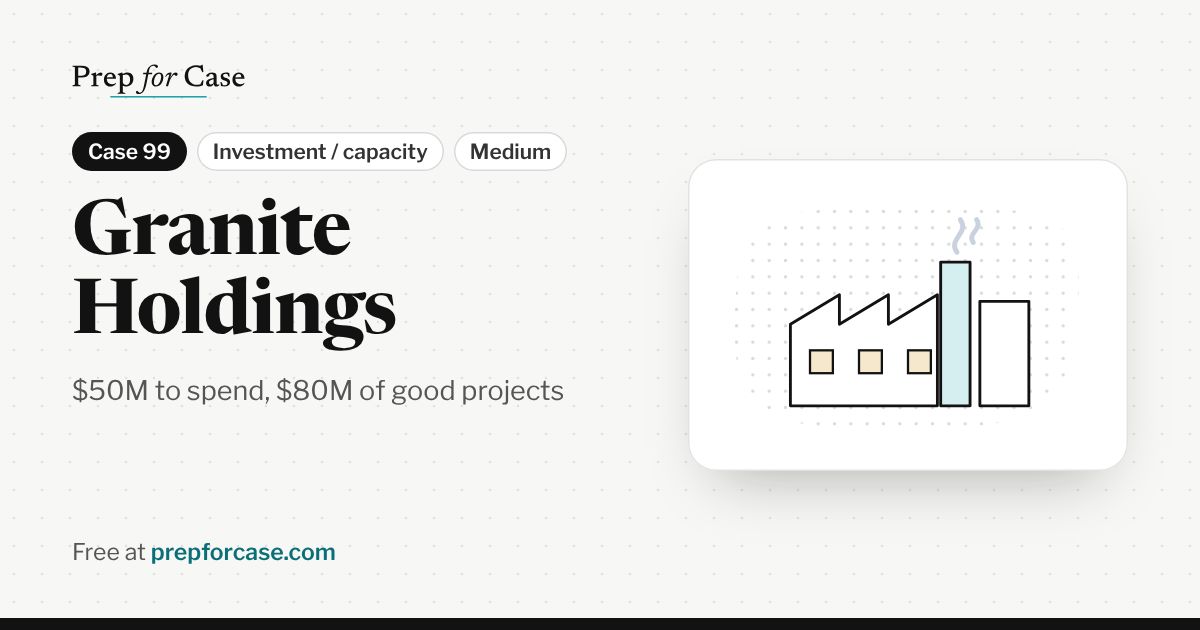 Prep for Case
Case 99
Investment / capacity
Medium
Granite
Holdings
$50M to spend, $80M of good projects
Free at prepforcase.com